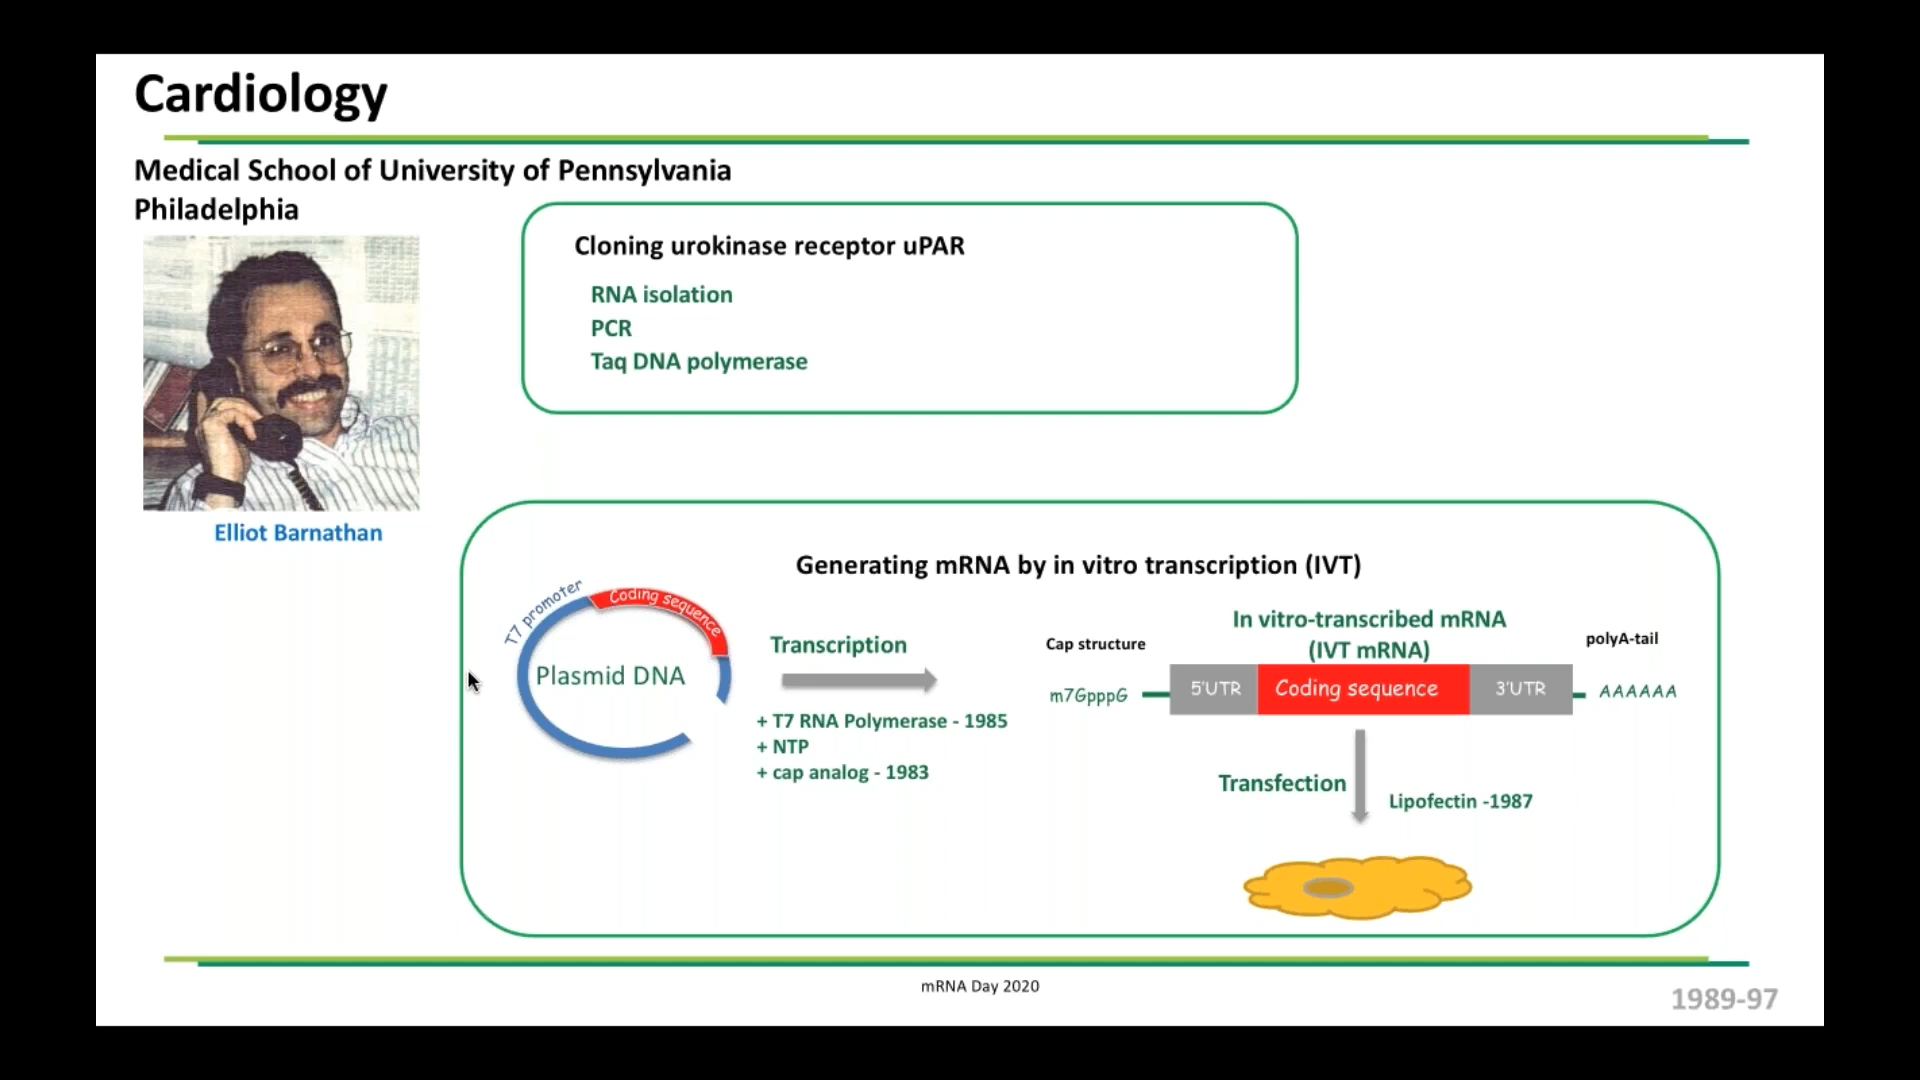 Cardiology
Medical School of University of Pennsylvania
Philadelphia
Cloning urokinase receptor uPAR
RNA isolation
PCR
Taq DNA polymerase
Elliot Barnathan
Generating mRNA by in vitro transcription (IVT)
T7 promoter
Coding sequence
Plasmid DNA
Transcription
+ T7 RNA Polymerase - 1985
+ NTP
+ cap analog - 1983
In vitro-transcribed mRNA
(IVT mRNA)
Cap structure
polyA-tail
m7GpppG
5'UTR
Coding sequence
3'UTR
AAAAAA
Transfection
Lipofectin -1987
mRNA Day 2020
1989-97